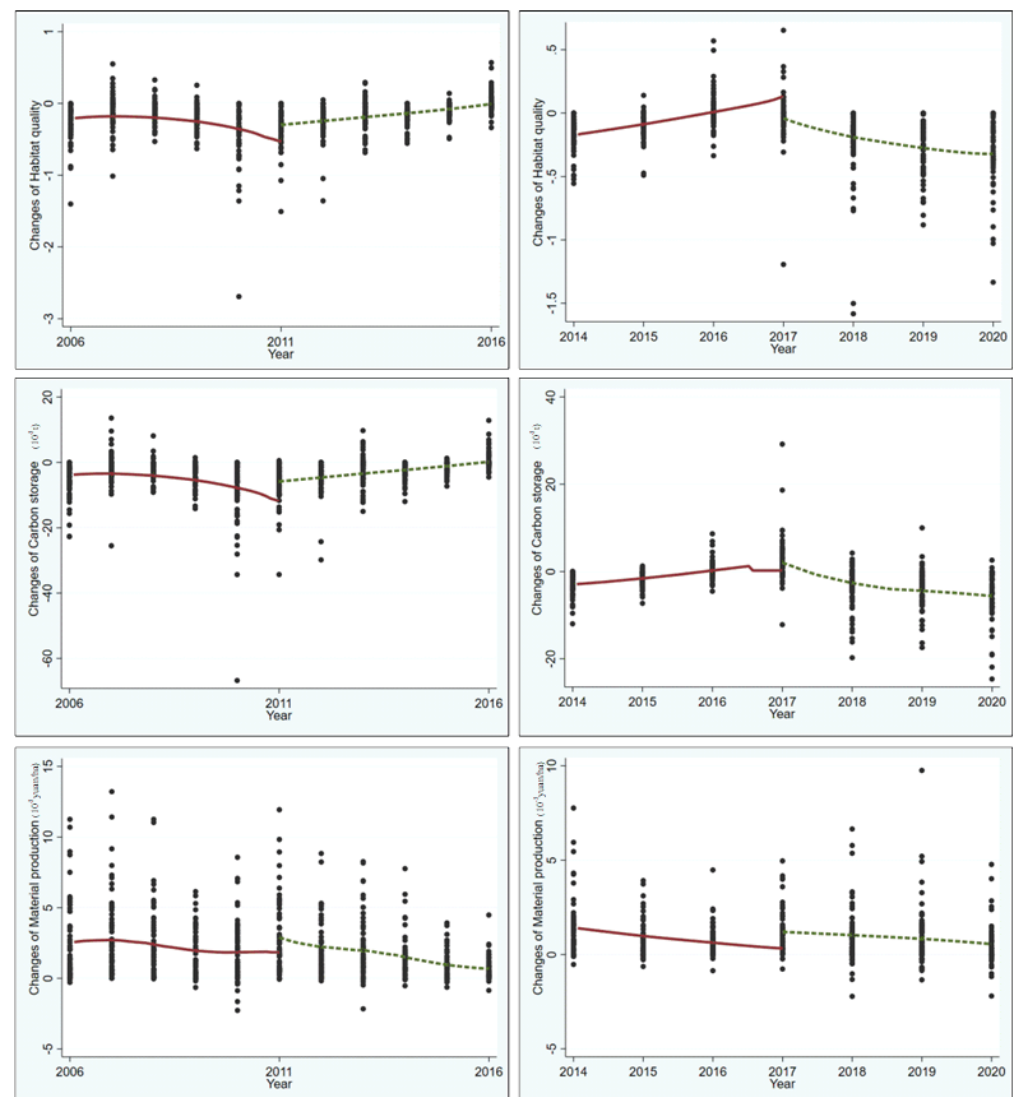 Changes of Habitat quality
1
0
-1
-2
-3
2006 2011 2016
Year
Changes of Habitat quality
.5
0
-.5
-1
-1.5
2014 2015 2016 2017 2018 2019 2020
Year
Changes of Carbon storage
20
0
-20
-40
-60
2006 2011 2016
Year
Changes of Carbon storage
40
20
0
-20
2014 2015 2016 2017 2018 2019 2020
Year
Changes of Material production
15
10
5
0
-5
2006 2011 2016
Year
Changes of Material production
10
5
0
-5
2014 2015 2016 2017 2018 2019 2020
Year